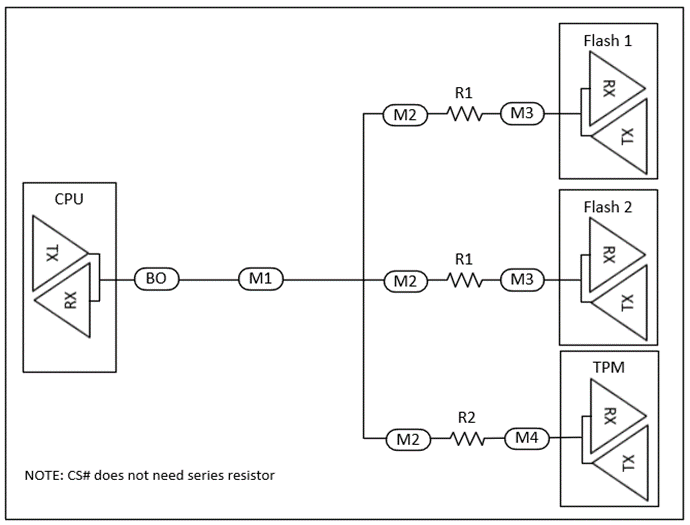 Flash 1
RX
TX
R1
M2
M3
CPU
TX
RX
BO
M1
Flash 2
RX
TX
R1
M2
M3
TPM
RX
TX
R2
M2
M4
NOTE: CS# does not need series resistor